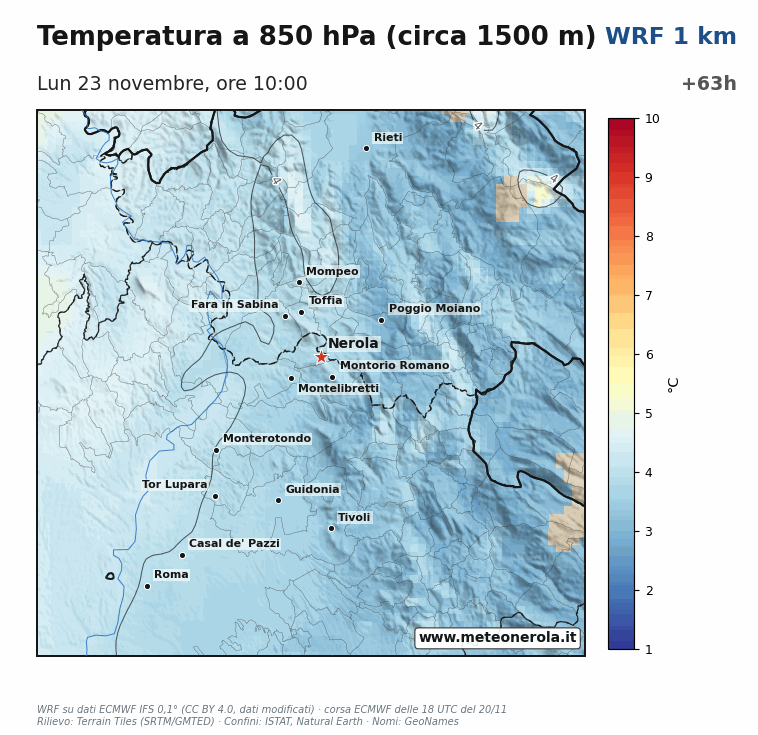 Temperatura a 850 hPa (circa 1500 m) WRF 1 km
Lun 23 novembre, ore 10:00 +63h
Rieti
4
4
4
Mompeo
Toffia
Fara in Sabina
Poggio Moiano
Nerola
Montorio Romano
Montelibretti
Monterotondo
Tor Lupara
Guidonia
Tivoli
Casal de' Pazzi
Roma
www.meteonerola.it
10
9
8
7
6
5
4
3
2
1
°C
WRF su dati ECMWF IFS 0,1° (CC BY 4.0, dati modificati) · corsa ECMWF delle 18 UTC del 20/11
Rilievo: Terrain Tiles (SRTM/GMTED) · Confini: ISTAT, Natural Earth · Nomi: GeoNames